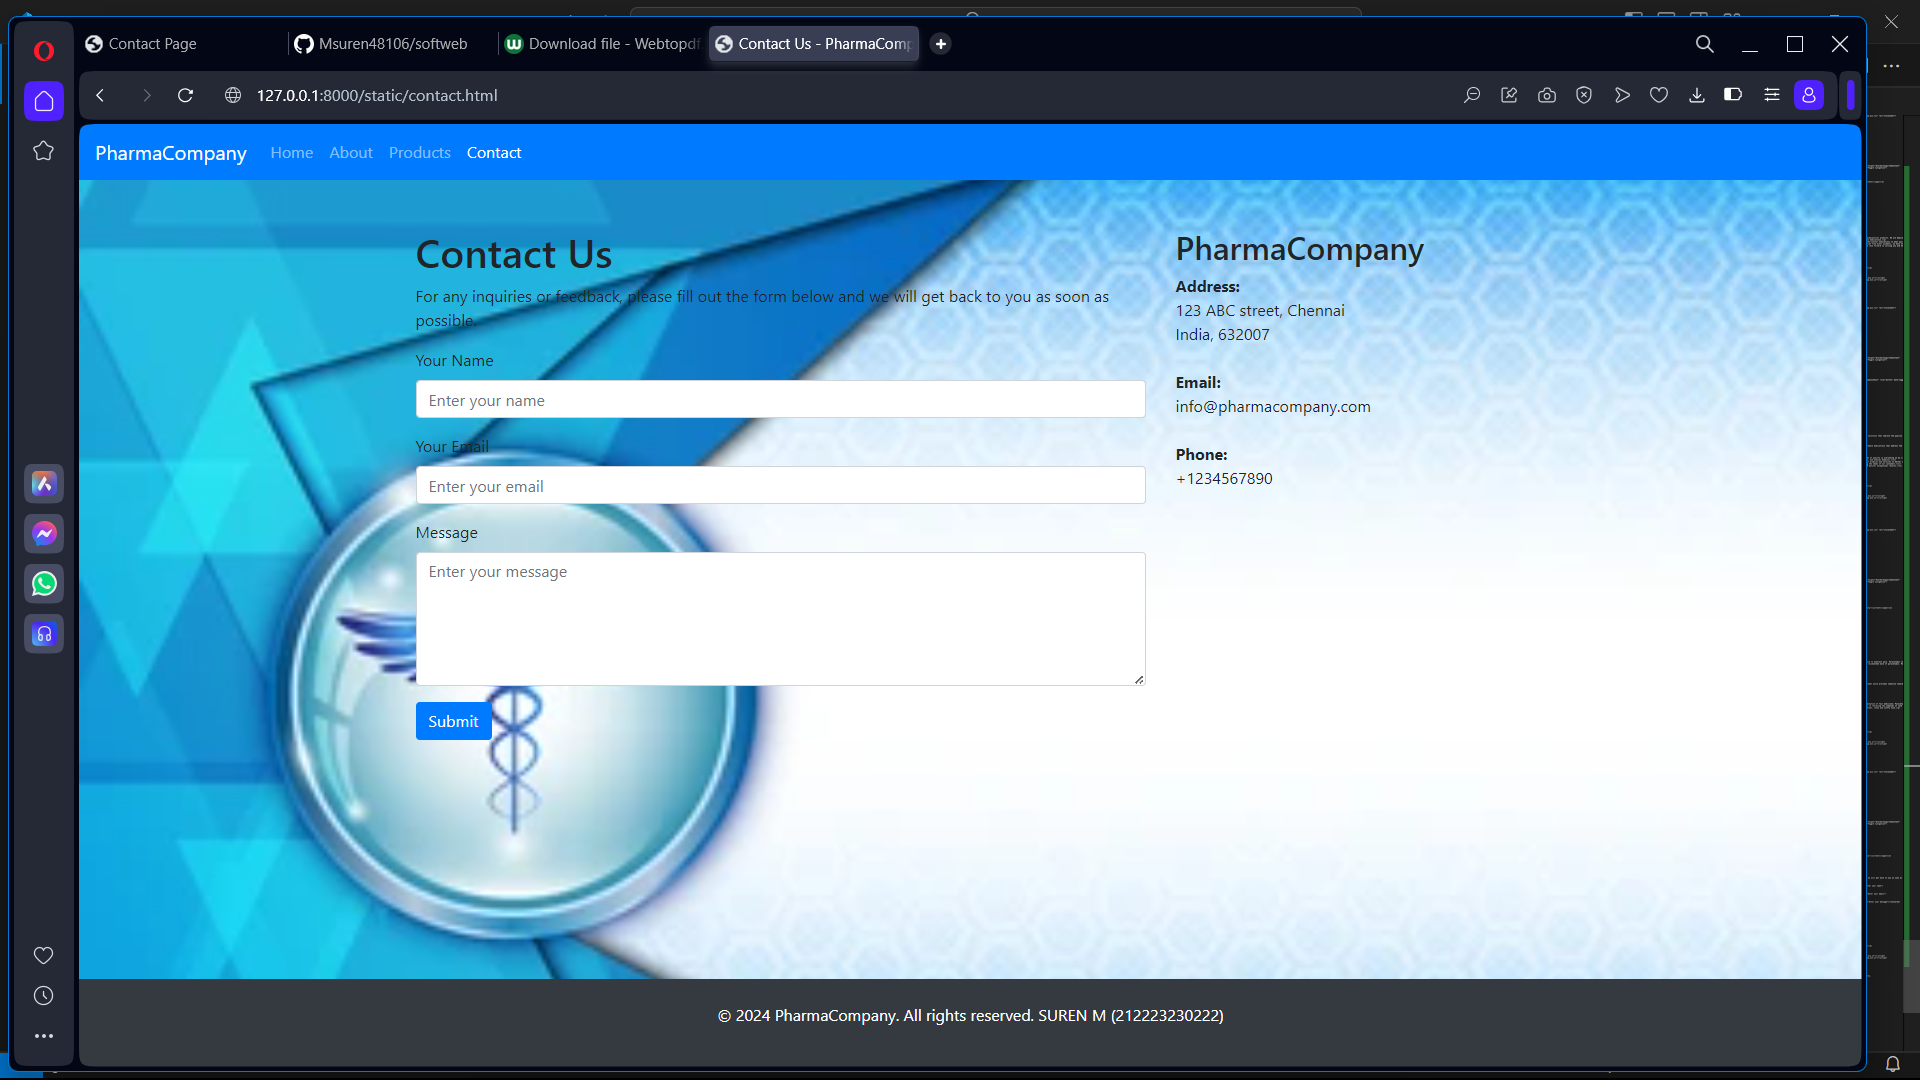 Contact Page
Msuren48106/softweb
Download file - Webtopdf
Contact Us - PharmaComp
127.0.0.1:8000/static/contact.html
PharmaCompany Home About Products Contact
Contact Us
For any inquiries or feedback, please fill out the form below and we will get back to you as soon as
possible.
Your Name
Enter your name
Your Email
Enter your email
Message
Enter your message
Submit
PharmaCompany
Address:
123 ABC street, Chennai
India, 632007
Email:
info@pharmacompany.com
Phone:
+1234567890
© 2024 PharmaCompany. All rights reserved. SUREN M (212223230222)